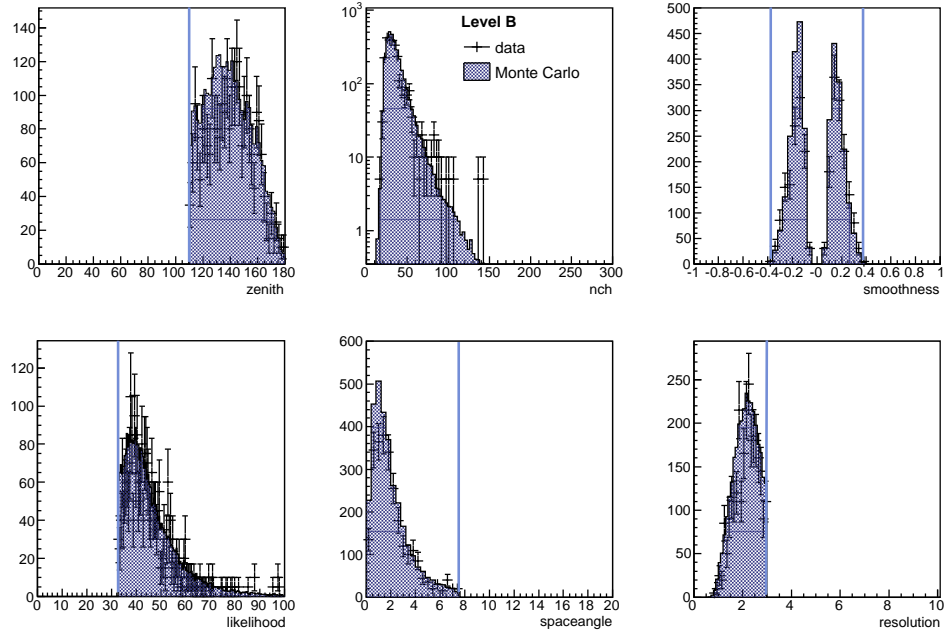 140
120
100
80
60
40
20
0
0 20 40 60 80 100 120 140 160 180
zenith
10³
10²
10
1
0 50 100 150 200 250 300
nch
Level B
data
Monte Carlo
500
450
400
350
300
250
200
150
100
50
0
-1 -0.8 -0.6 -0.4 -0.2 -0 0.2 0.4 0.6 0.8 1
smoothness
120
100
80
60
40
20
0
0 10 20 30 40 50 60 70 80 90 100
likelihood
600
500
400
300
200
100
0
0 2 4 6 8 10 12 14 16 18 20
spaceangle
250
200
150
100
50
0
0 2 4 6 8 10
resolution